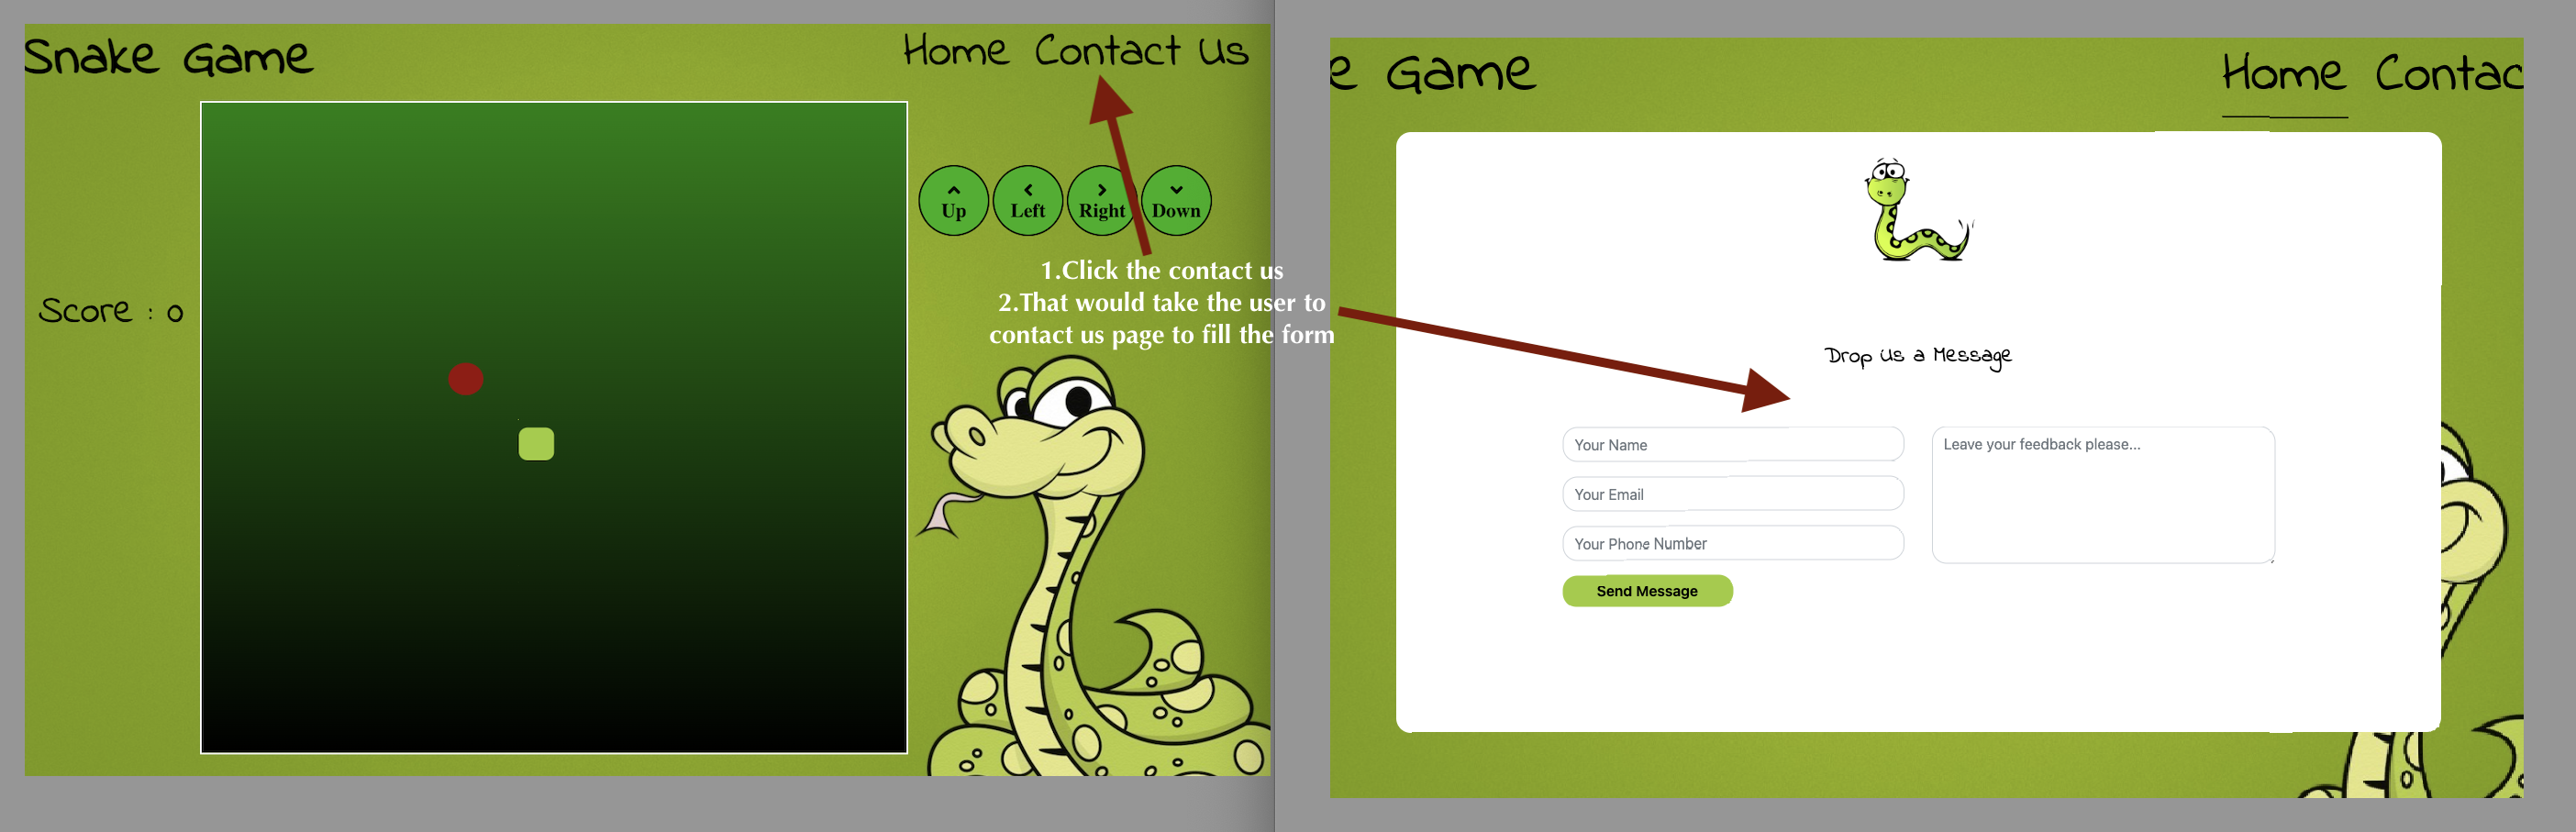 Snake Game
Home Contact Us
Up
Left
Right
Down
Score : 0
1.Click the contact us
2.That would take the user to
contact us page to fill the form
e Game
Home Contac
Drop Us a Message
Your Name
Leave your feedback please...
Your Email
Your Phone Number
Send Message